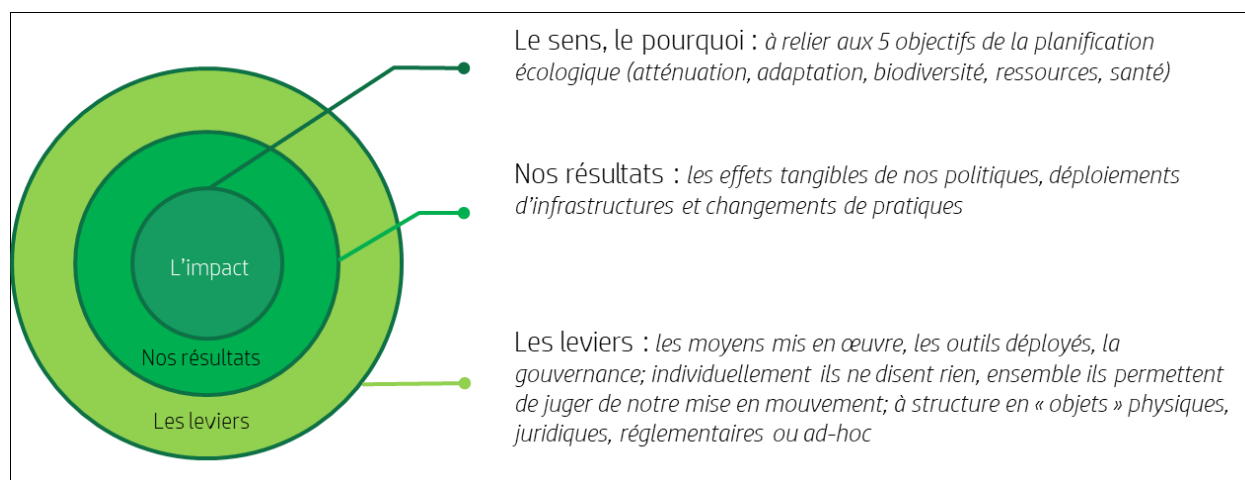 Le sens, le pourquoi : à relier aux 5 objectifs de la planification
écologique (atténuation, adaptation, biodiversité, ressources, santé)
Nos résultats : les effets tangibles de nos politiques, déploiements
d'infrastructures et changements de pratiques
Les leviers : les moyens mis en œuvre, les outils déployés, la
gouvernance; individuellement ils ne disent rien, ensemble ils permettent
de juger de notre mise en mouvement; à structure en « objets » physiques,
juridiques, réglementaires ou ad-hoc
L'impact
Nos résultats
Les leviers